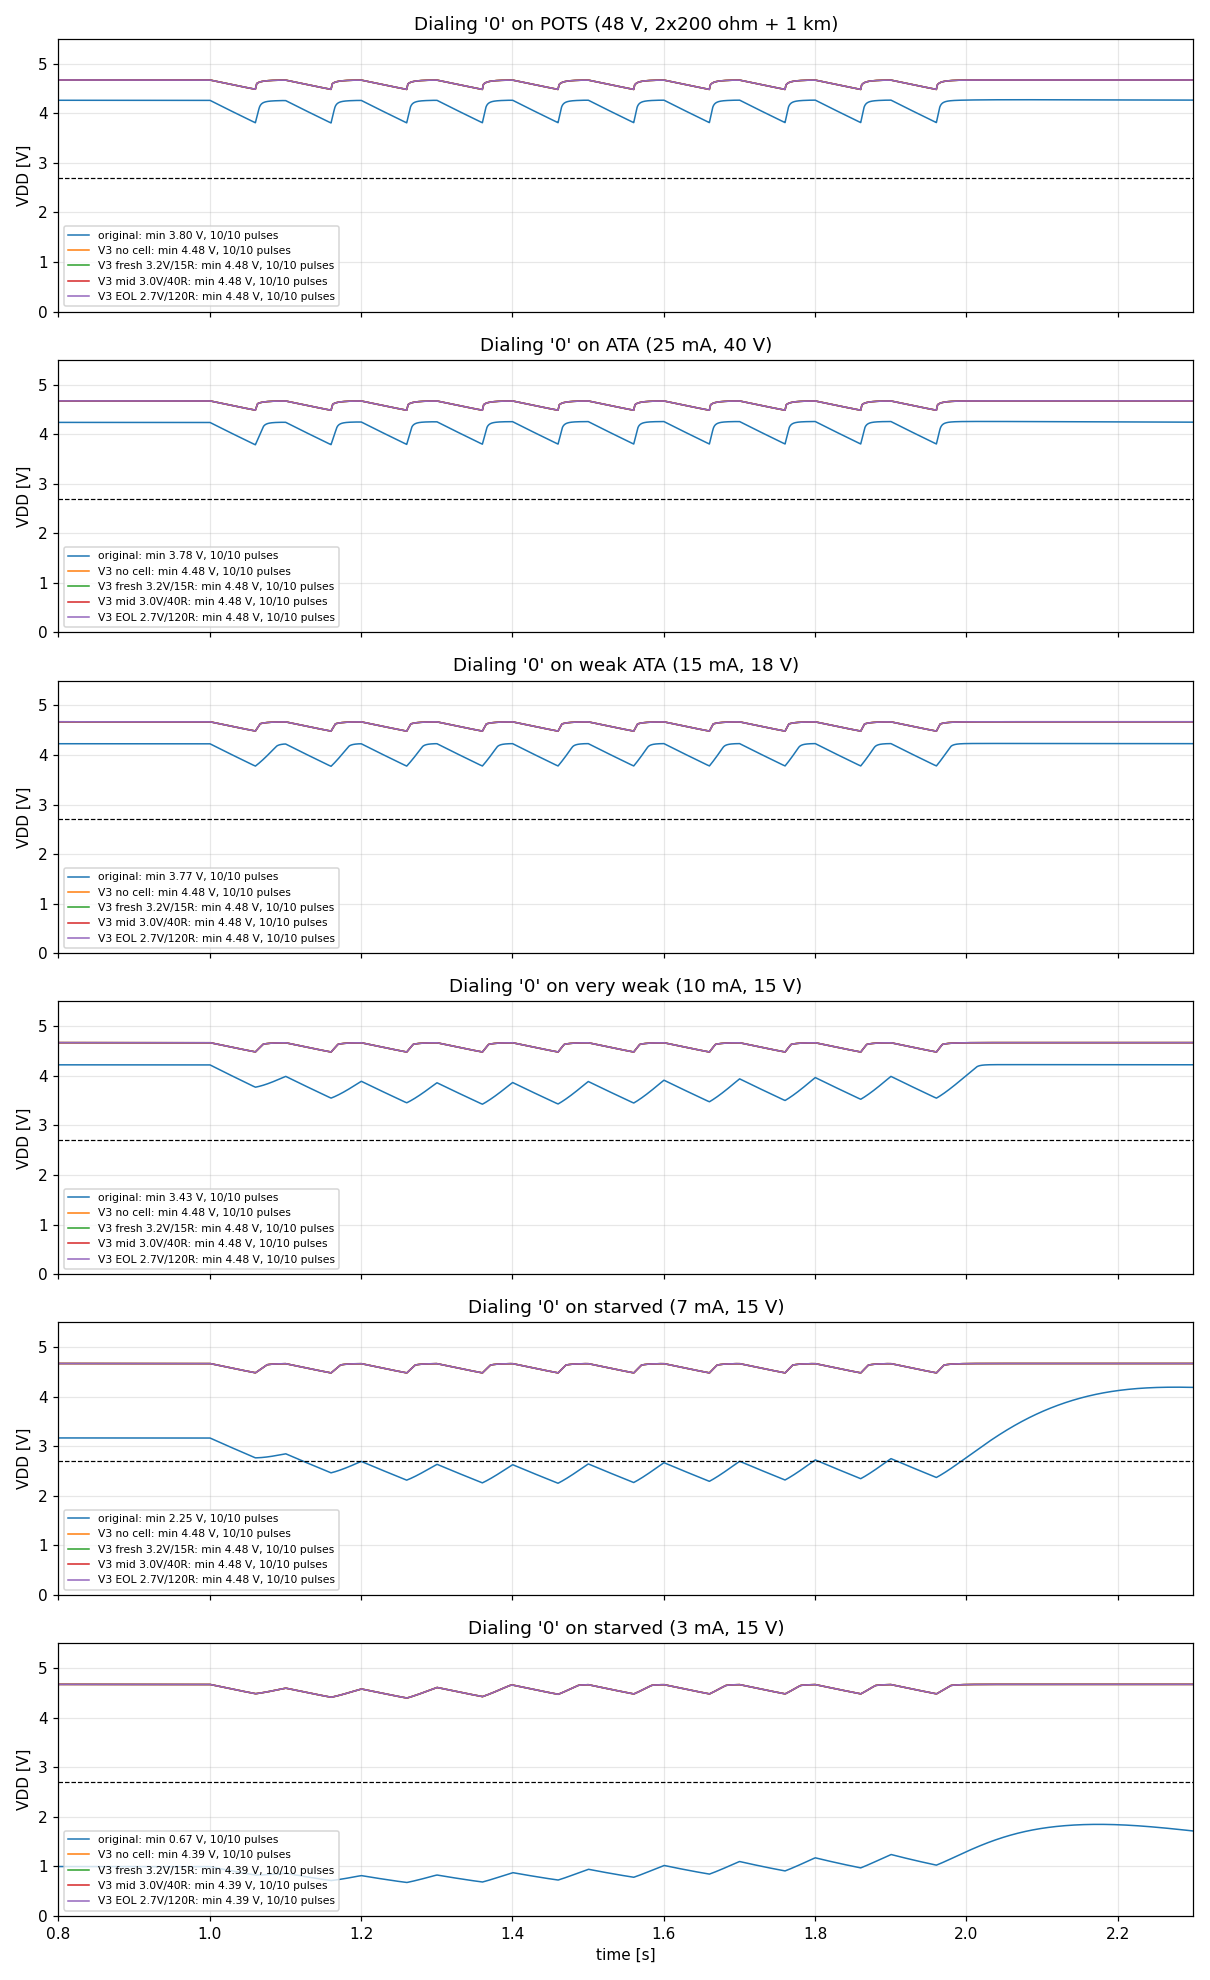 Dialing '0' on POTS (48 V, 2x200 ohm + 1 km)
5
4
3
2
1
0
VDD [V]
original: min 3.80 V, 10/10 pulses
V3 no cell: min 4.48 V, 10/10 pulses
V3 fresh 3.2V/15R: min 4.48 V, 10/10 pulses
V3 mid 3.0V/40R: min 4.48 V, 10/10 pulses
V3 EOL 2.7V/120R: min 4.48 V, 10/10 pulses
Dialing '0' on ATA (25 mA, 40 V)
5
4
3
2
1
0
VDD [V]
original: min 3.78 V, 10/10 pulses
V3 no cell: min 4.48 V, 10/10 pulses
V3 fresh 3.2V/15R: min 4.48 V, 10/10 pulses
V3 mid 3.0V/40R: min 4.48 V, 10/10 pulses
V3 EOL 2.7V/120R: min 4.48 V, 10/10 pulses
Dialing '0' on weak ATA (15 mA, 18 V)
5
4
3
2
1
0
VDD [V]
original: min 3.77 V, 10/10 pulses
V3 no cell: min 4.48 V, 10/10 pulses
V3 fresh 3.2V/15R: min 4.48 V, 10/10 pulses
V3 mid 3.0V/40R: min 4.48 V, 10/10 pulses
V3 EOL 2.7V/120R: min 4.48 V, 10/10 pulses
Dialing '0' on very weak (10 mA, 15 V)
5
4
3
2
1
0
VDD [V]
original: min 3.43 V, 10/10 pulses
V3 no cell: min 4.48 V, 10/10 pulses
V3 fresh 3.2V/15R: min 4.48 V, 10/10 pulses
V3 mid 3.0V/40R: min 4.48 V, 10/10 pulses
V3 EOL 2.7V/120R: min 4.48 V, 10/10 pulses
Dialing '0' on starved (7 mA, 15 V)
5
4
3
2
1
0
VDD [V]
original: min 2.25 V, 10/10 pulses
V3 no cell: min 4.48 V, 10/10 pulses
V3 fresh 3.2V/15R: min 4.48 V, 10/10 pulses
V3 mid 3.0V/40R: min 4.48 V, 10/10 pulses
V3 EOL 2.7V/120R: min 4.48 V, 10/10 pulses
Dialing '0' on starved (3 mA, 15 V)
5
4
3
2
1
0
VDD [V]
original: min 0.67 V, 10/10 pulses
V3 no cell: min 4.39 V, 10/10 pulses
V3 fresh 3.2V/15R: min 4.39 V, 10/10 pulses
V3 mid 3.0V/40R: min 4.39 V, 10/10 pulses
V3 EOL 2.7V/120R: min 4.39 V, 10/10 pulses
0.8 1.0 1.2 1.4 1.6 1.8 2.0 2.2
time [s]